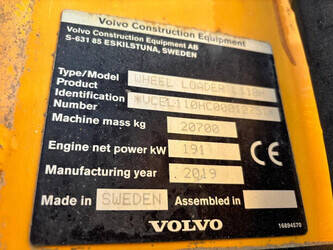 Volvo Construction Equipment
Volvo Construction Equipment AB
S-631 85 ESKILSTUNA, SWEDEN
Type/Model WHEEL LOADER
Product
Identification
Number
Machine mass kg 20700
Engine net power kW 191
Manufacturing year 2019
CE
Made in SWEDEN Assembled in
VOLVO 16894570